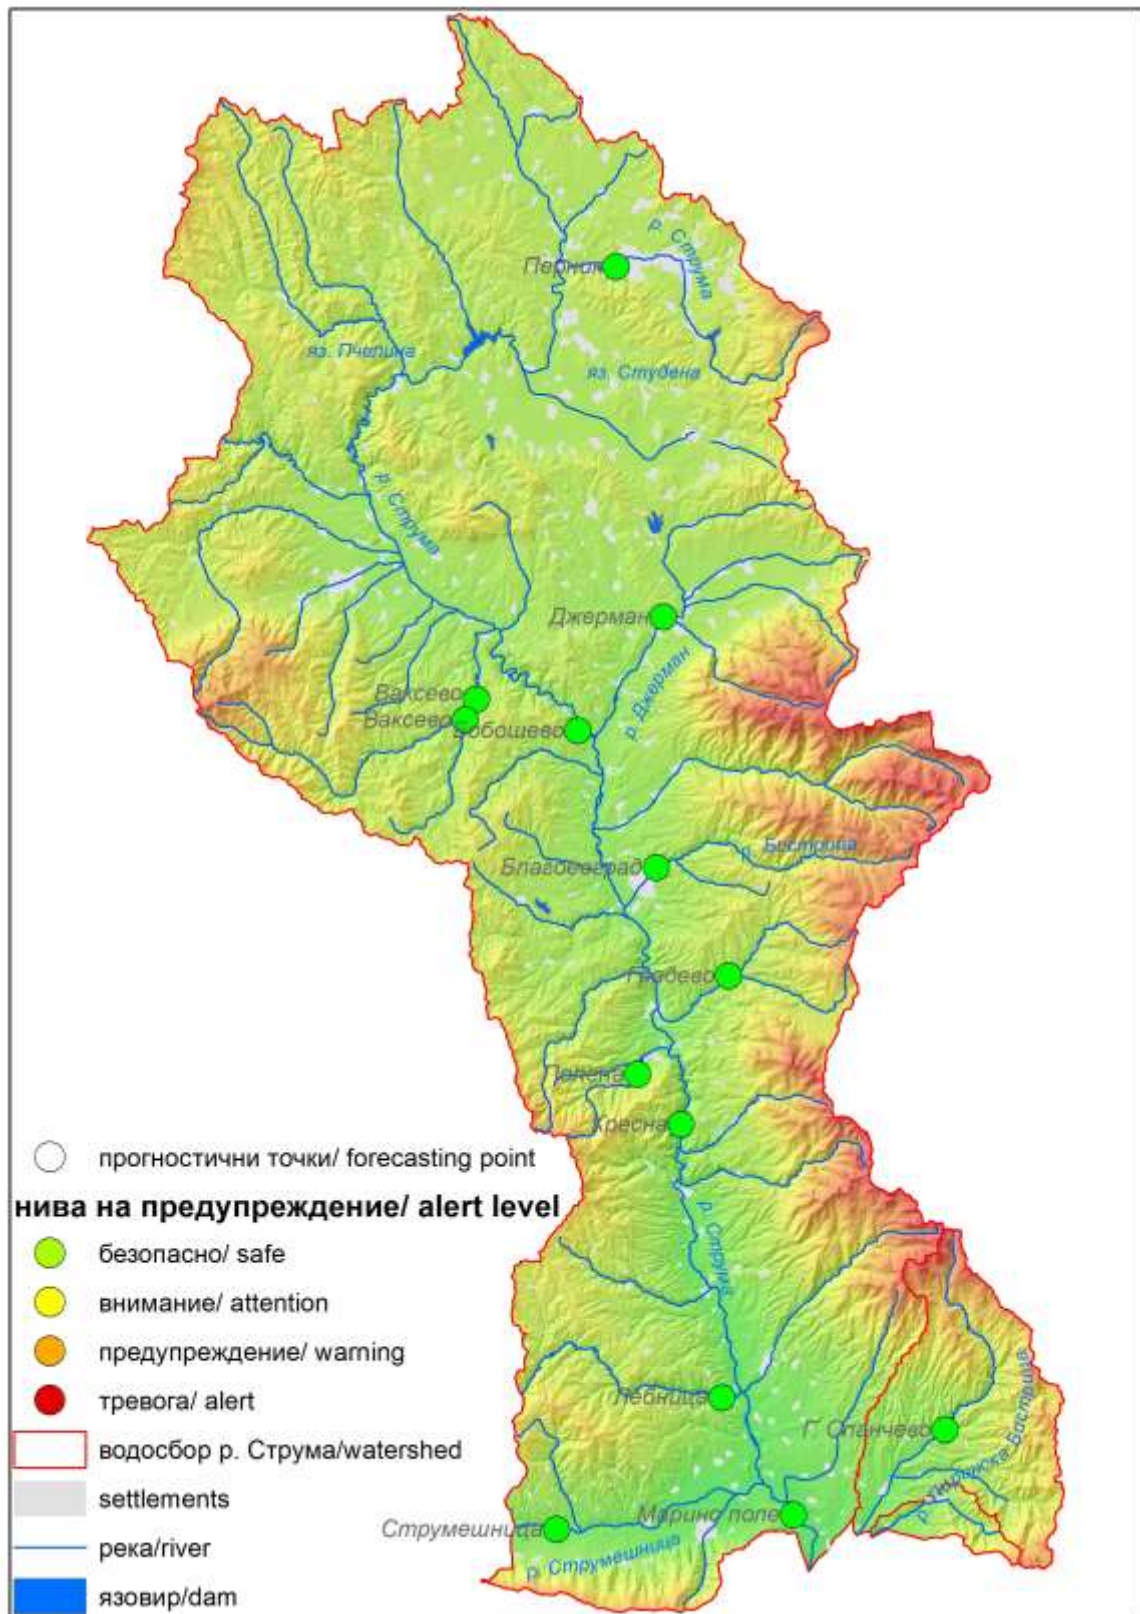 р. Струма
Перник
яз. Пчелина
яз. Студена
р. Струма
Джерман
р. Джерман
Ваксево
Ваксево
Бобошево
р. Бистрица
Благоевград
Градево
Полена
Кресна
прогностични точки/ forecasting point
нива на предупреждение/ alert level
р. Струма
безопасно/ safe
внимание/ attention
предупреждение/ warning
Лебница
тревога/ alert
Г. Спанчево
водосбор р. Струма/watershed
settlements
Марино поле
Струмешница
р. Струмешница
река/river
язовир/dam